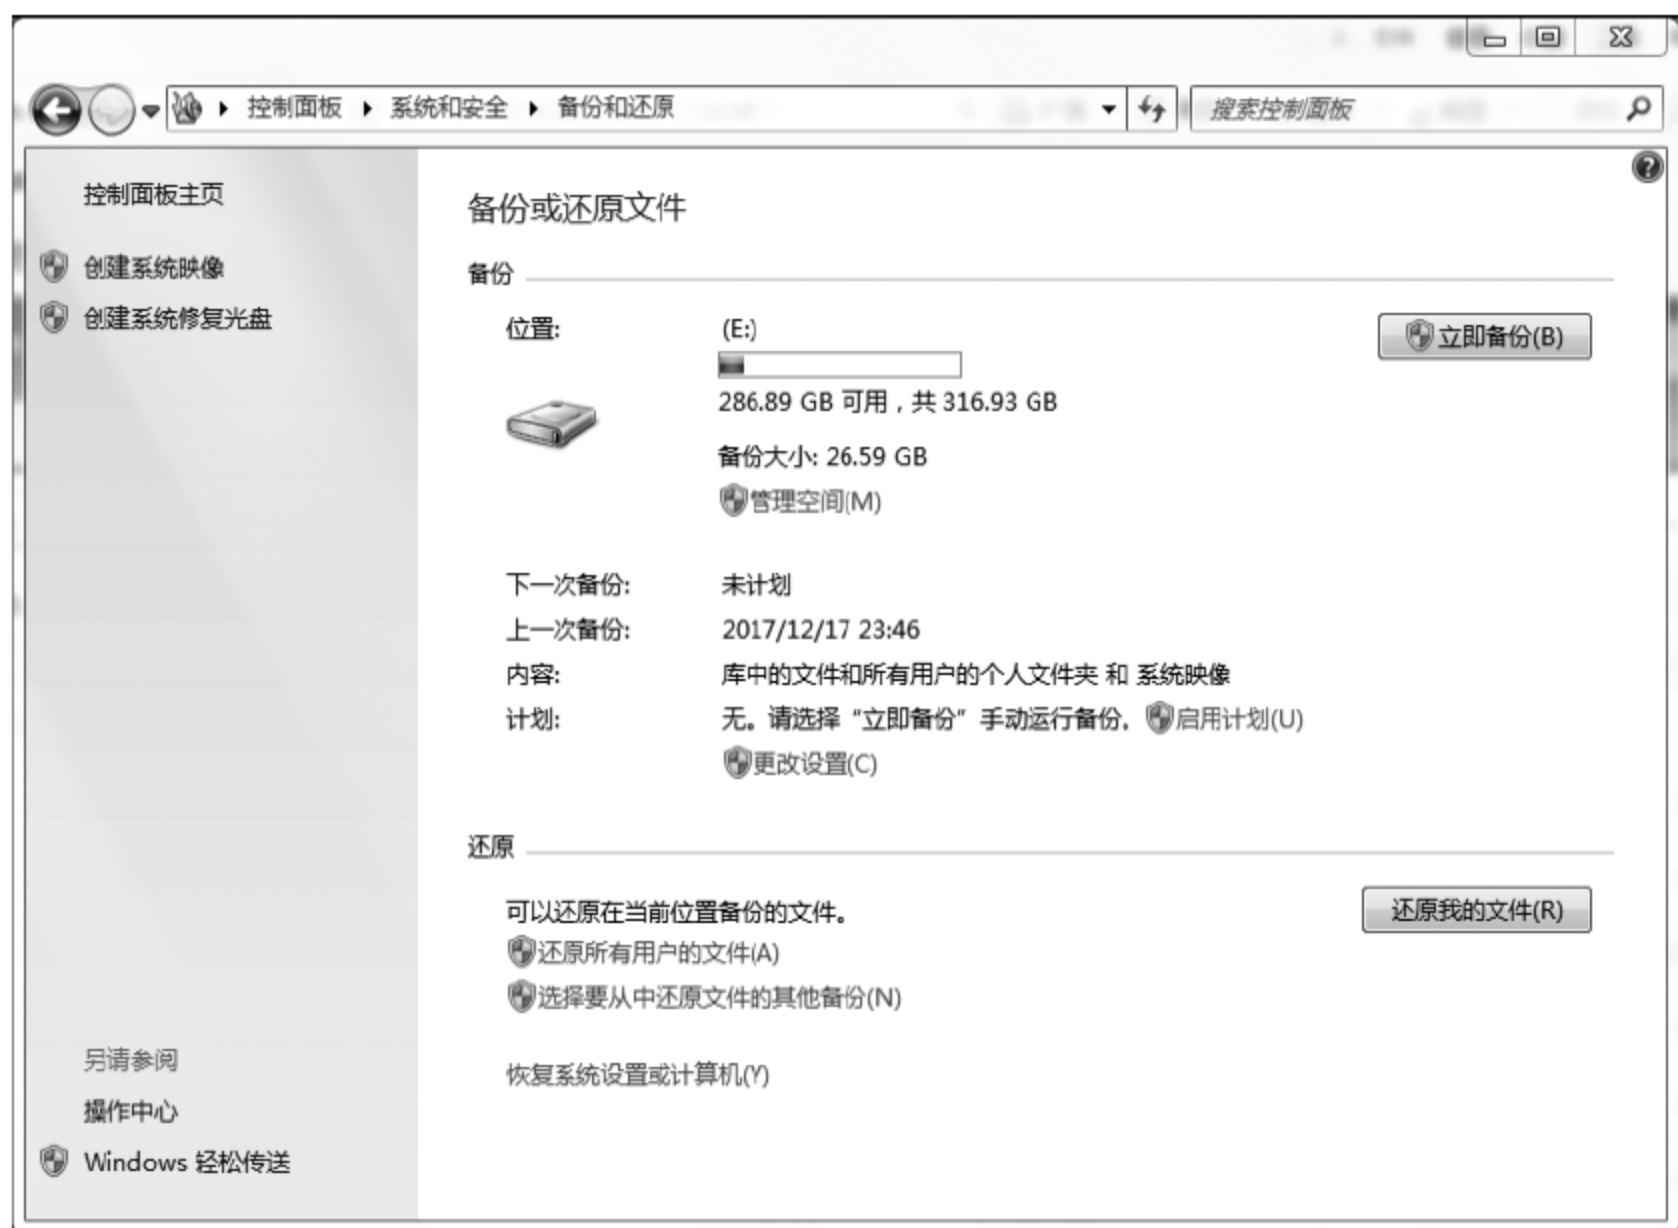 控制面板 ▸ 系统和安全 ▸ 备份和还原
搜索控制面板
控制面板主页
创建系统映像
创建系统修复光盘
备份或还原文件
备份
位置: (E:)
立即备份(B)
286.89 GB 可用，共 316.93 GB
备份大小: 26.59 GB
管理空间(M)
下一次备份: 未计划
上一次备份: 2017/12/17 23:46
内容: 库中的文件和所有用户的个人文件夹 和 系统映像
计划: 无。请选择“立即备份”手动运行备份. 启用计划(U)
更改设置(C)
还原
可以还原在当前位置备份的文件。
还原我的文件(R)
还原所有用户的文件(A)
选择要从中还原文件的其他备份(N)
恢复系统设置或计算机(Y)
另请参阅
操作中心
Windows 轻松传送